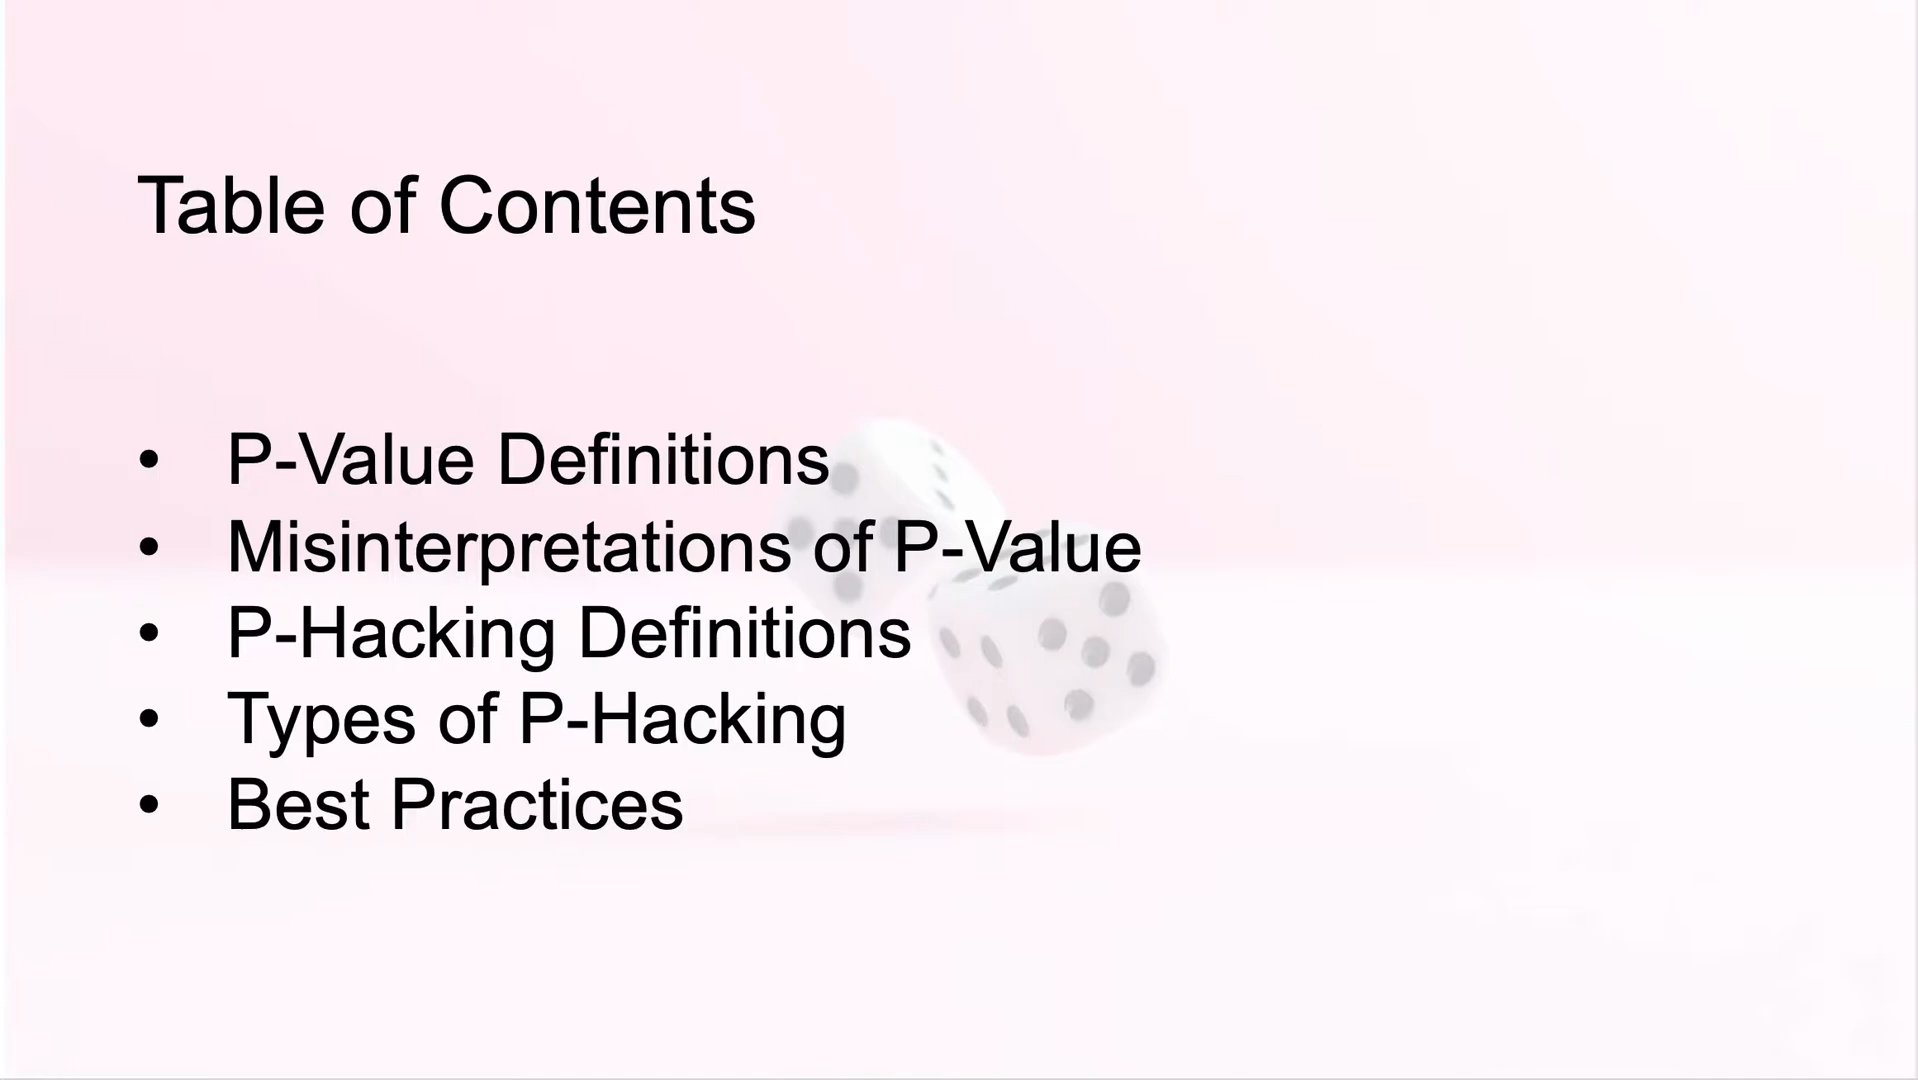 Table of Contents
• P-Value Definitions
• Misinterpretations of P-Value
• P-Hacking Definitions
• Types of P-Hacking
• Best Practices